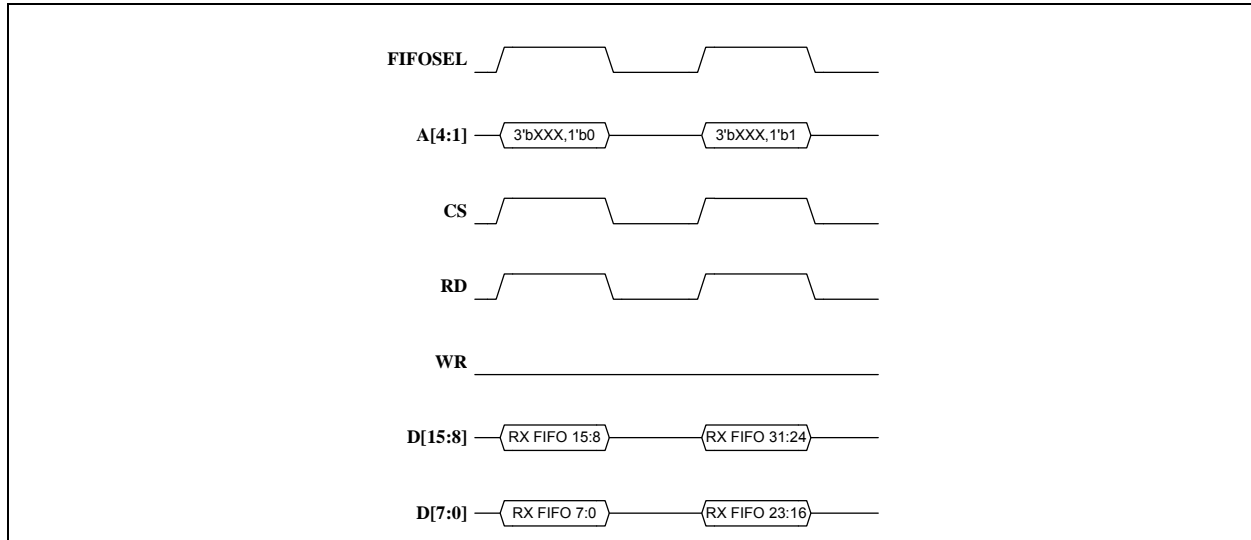 FIFOSEL
A[4:1] 3'bXXX,1'b0 3'bXXX,1'b1
CS
RD
WR
D[15:8] RX FIFO 15:8 RX FIFO 31:24
D[7:0] RX FIFO 7:0 RX FIFO 23:16